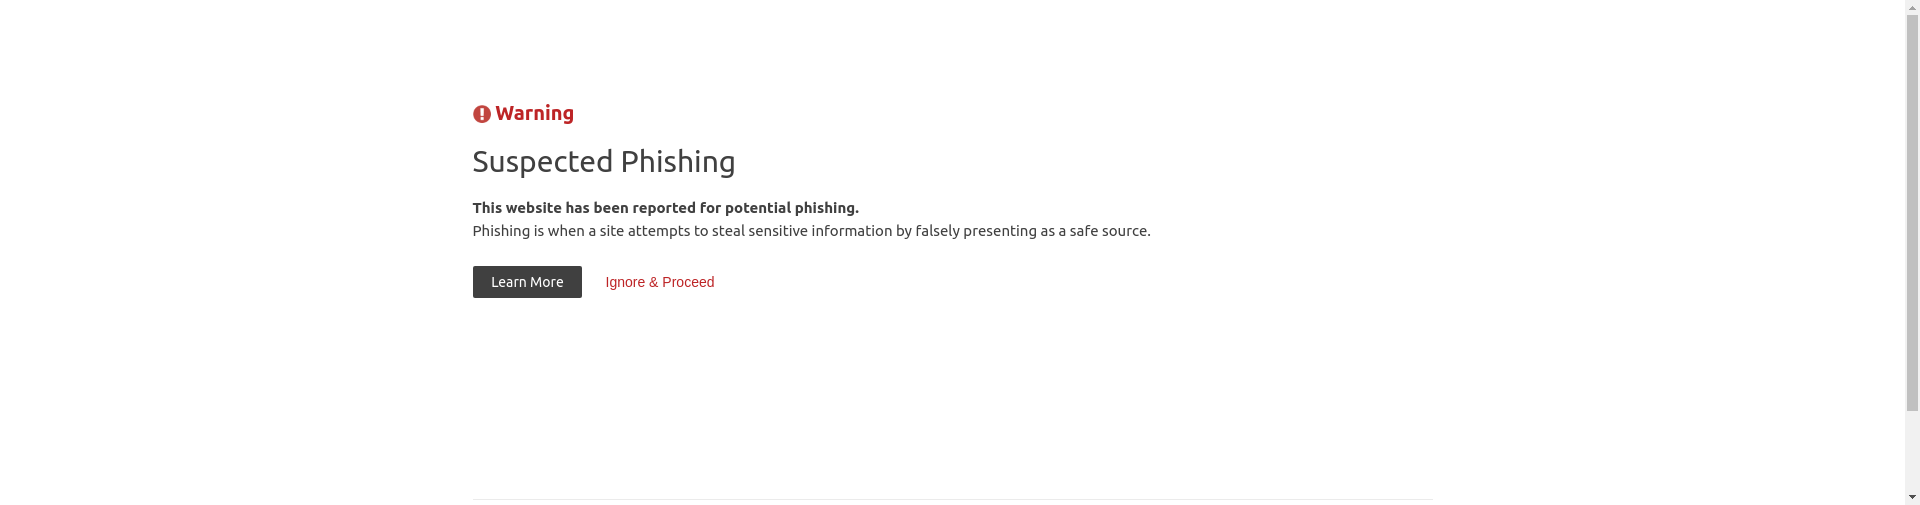 Warning
Suspected Phishing
This website has been reported for potential phishing.
Phishing is when a site attempts to steal sensitive information by falsely presenting as a safe source.
Learn More
Ignore & Proceed